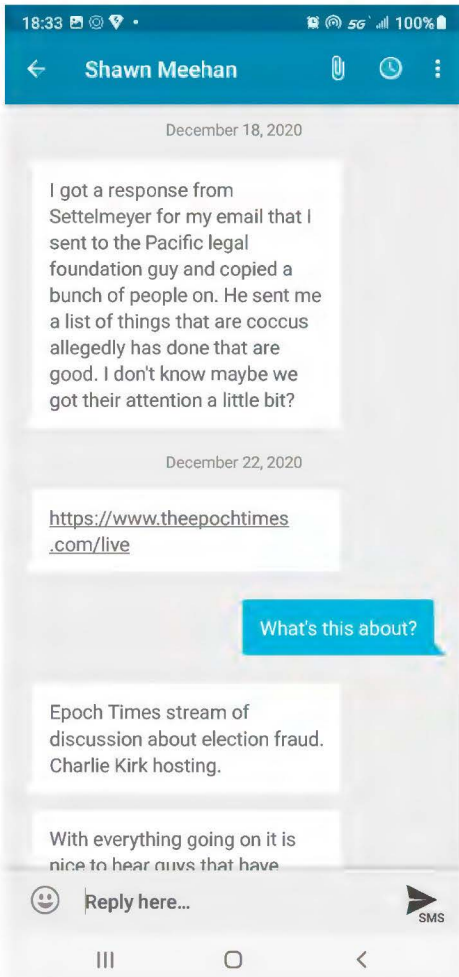 18:33
5G 100%
Shawn Meehan
December 18, 2020
I got a response from
Settelmeyer for my email that I
sent to the Pacific legal
foundation guy and copied a
bunch of people on. He sent me
a list of things that are coccus
allegedly has done that are
good. I don't know maybe we
got their attention a little bit?
December 22, 2020
https://www.theepochtimes
.com/live
What's this about?
Epoch Times stream of
discussion about election fraud.
Charlie Kirk hosting.
With everything going on it is
nice to hear guys that have
Reply here...
SMS